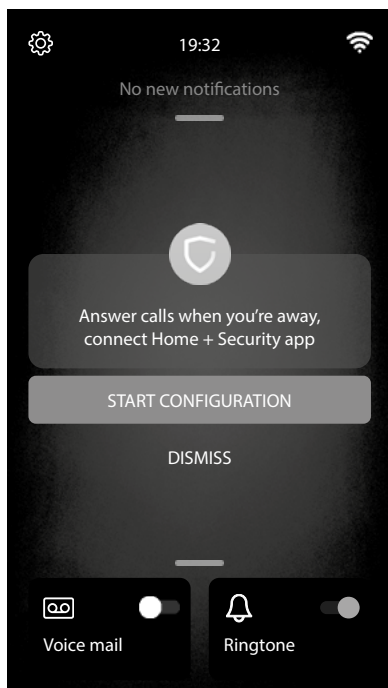 19:32
No new notifications
Answer calls when you're away,
connect Home + Security app
START CONFIGURATION
DISMISS
Voice mail
Ringtone